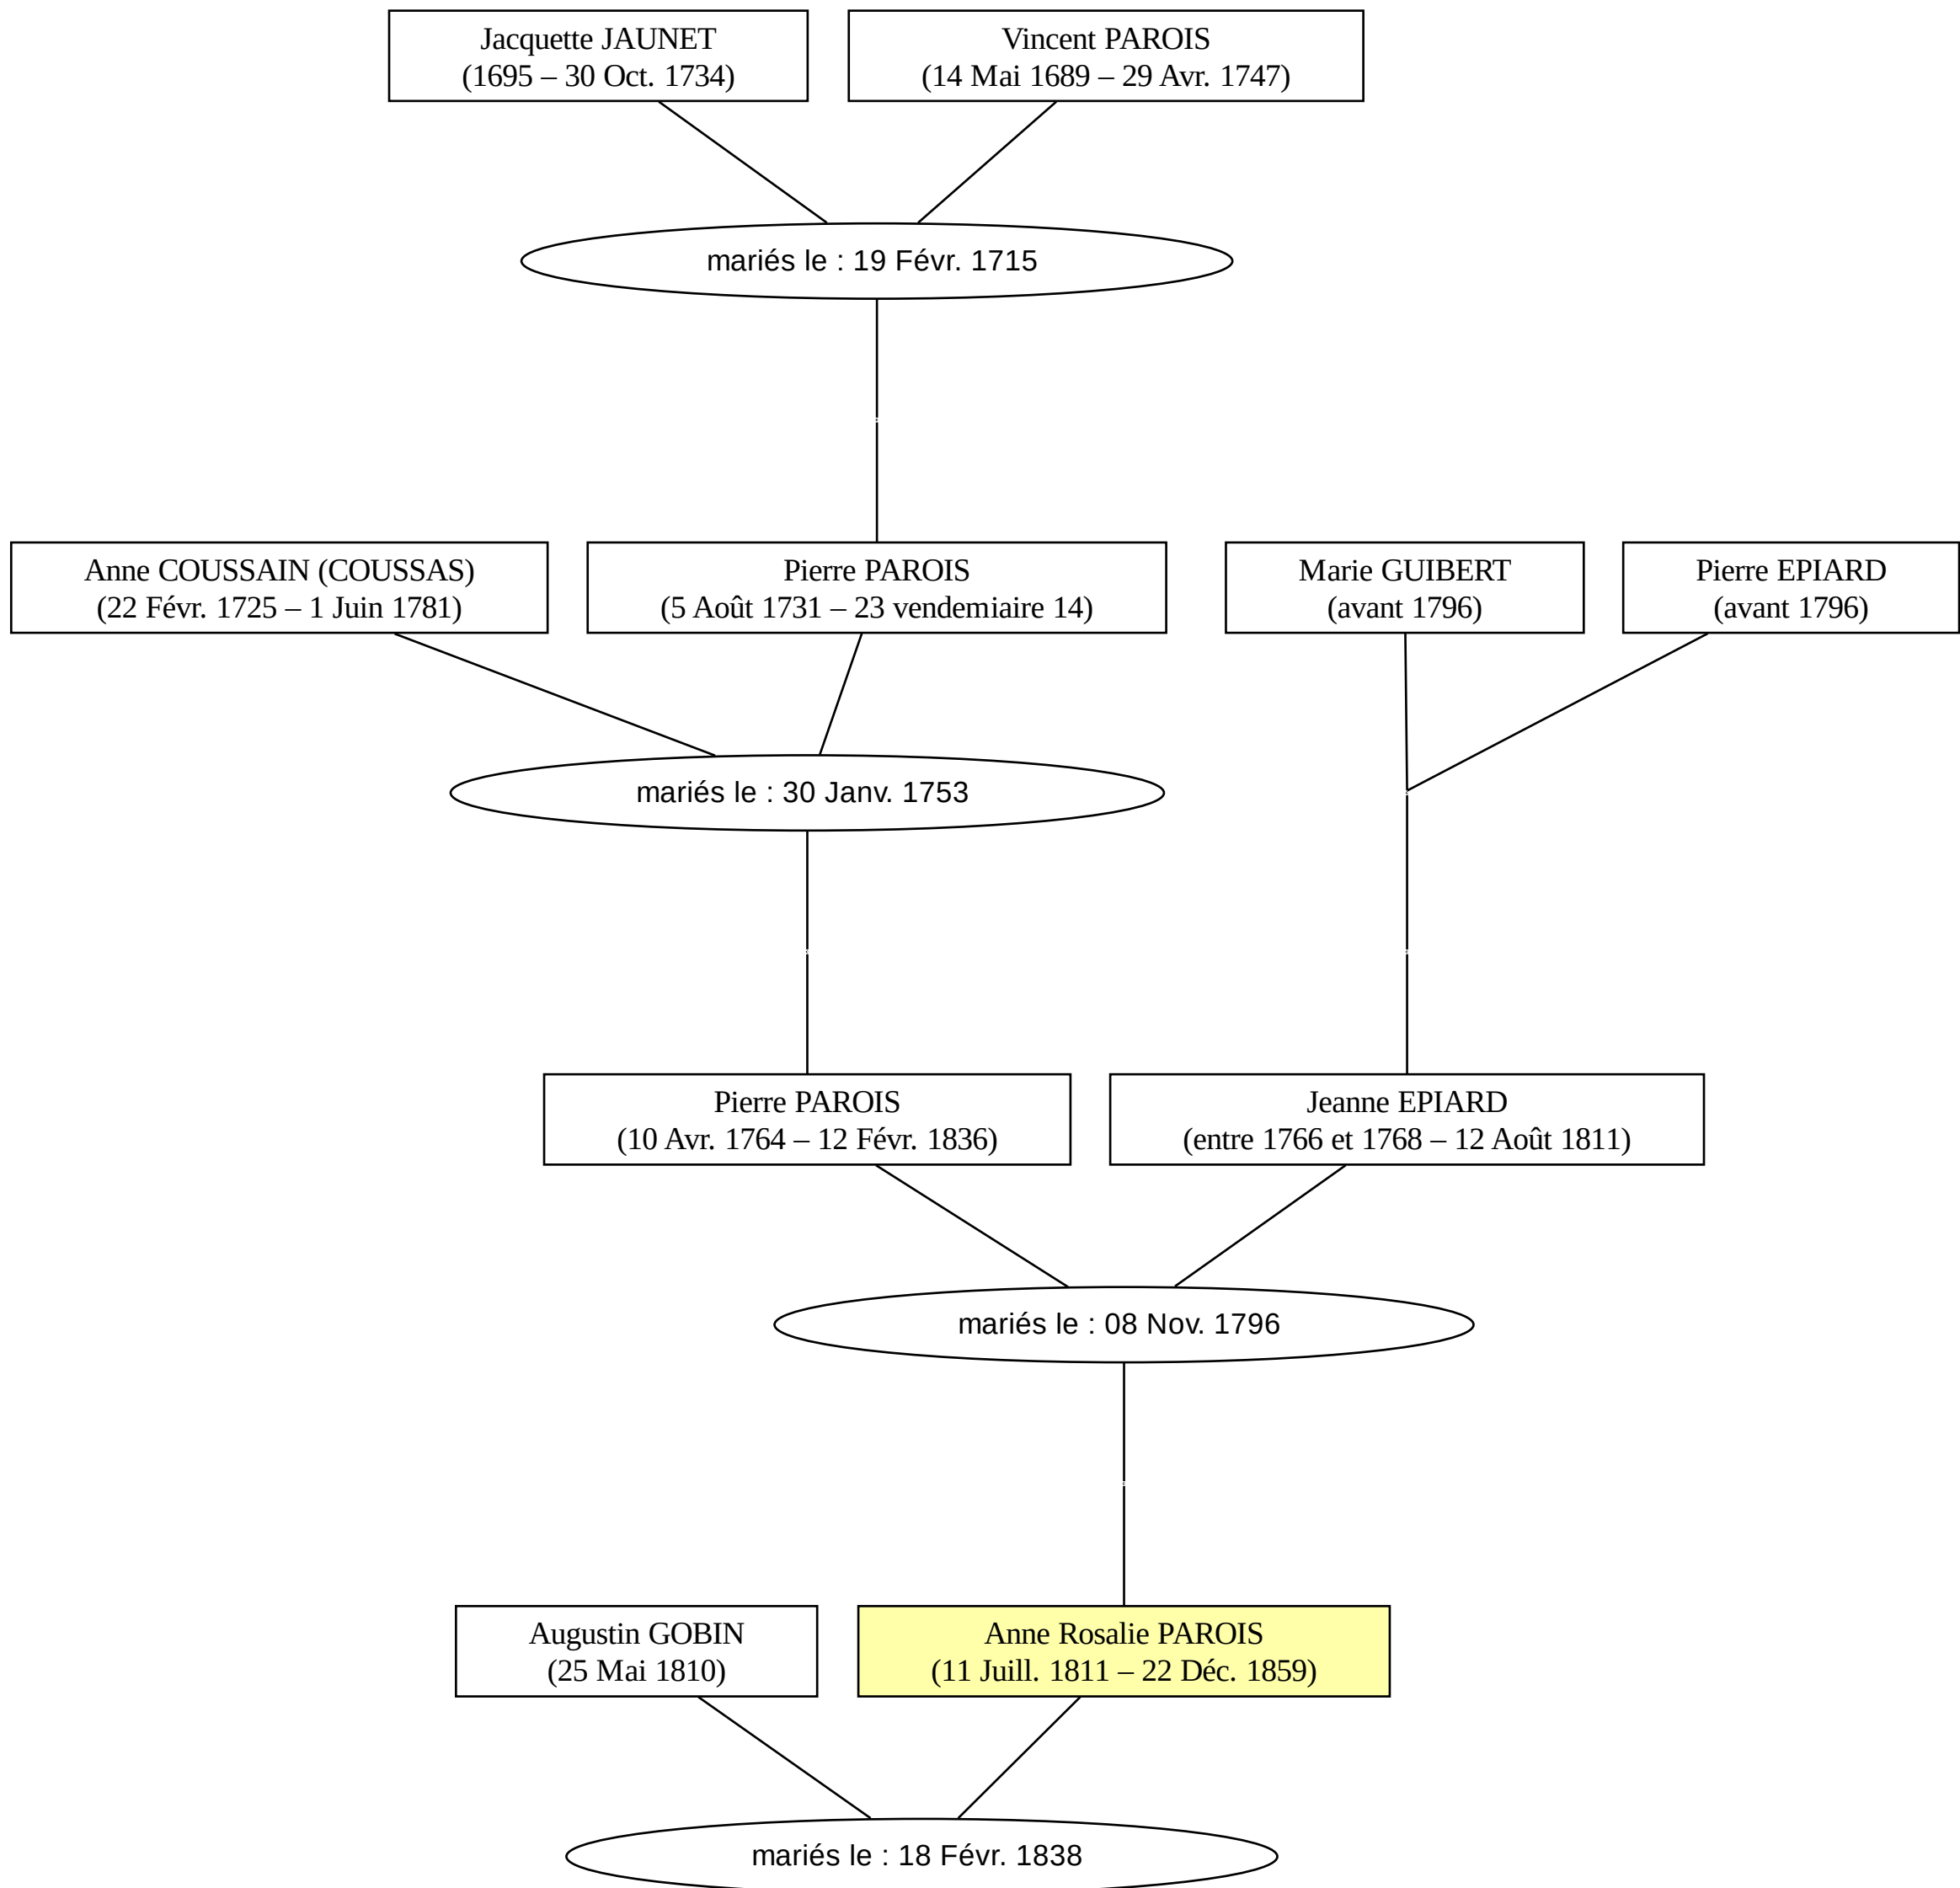 Jacquette JAUNET
(1695 – 30 Oct. 1734)
Vincent PAROIS
(14 Mai 1689 – 29 Avr. 1747)
mariés le : 19 Févr. 1715
Anne COUSSAIN (COUSSAS)
(22 Févr. 1725 – 1 Juin 1781)
Pierre PAROIS
(5 Août 1731 – 23 vendemiaire 14)
Marie GUIBERT
(avant 1796)
Pierre EPIARD
(avant 1796)
mariés le : 30 Janv. 1753
Pierre PAROIS
(10 Avr. 1764 – 12 Févr. 1836)
Jeanne EPIARD
(entre 1766 et 1768 – 12 Août 1811)
mariés le : 08 Nov. 1796
Augustin GOBIN
(25 Mai 1810)
Anne Rosalie PAROIS
(11 Juill. 1811 – 22 Déc. 1859)
mariés le : 18 Févr. 1838